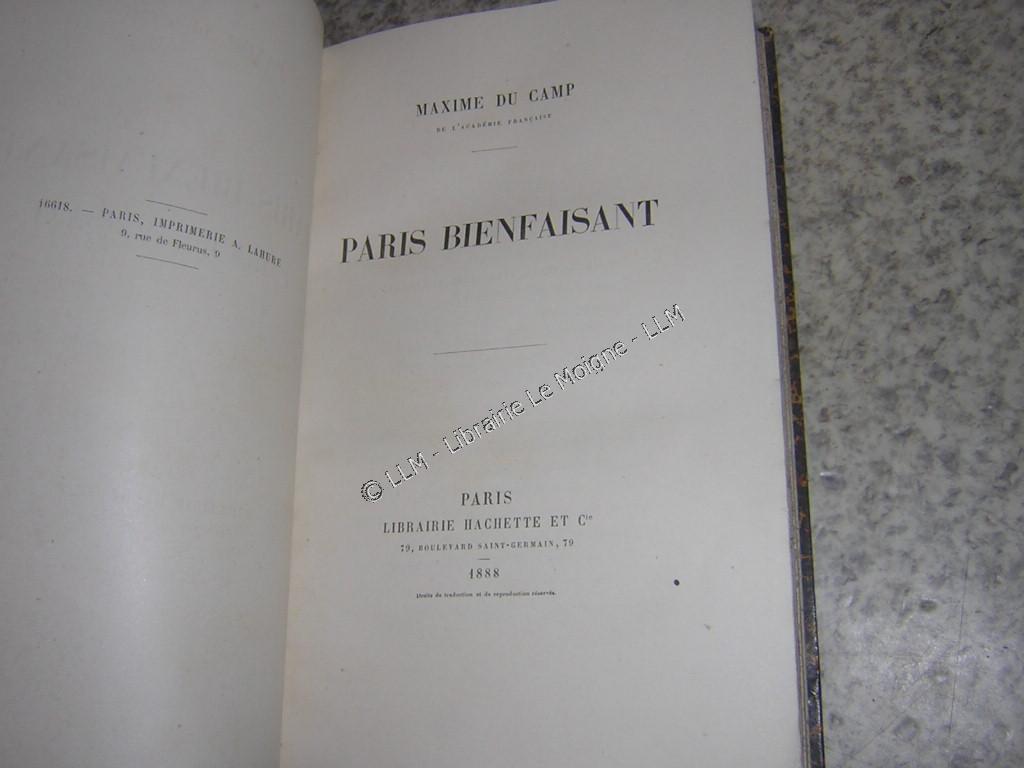 16618. — PARIS, IMPRIMERIE A. LAHURE
9, rue de Fleurus, 9
MAXIME DU CAMP
DE L'ACADÉMIE FRANÇAISE
PARIS BIENFAISANT
© LLM - Librairie Le Moigne - LLM
PARIS
LIBRAIRIE HACHETTE ET Cie
79, BOULEVARD SAINT-GERMAIN, 79
1888
Droits de traduction et de reproduction réservés.